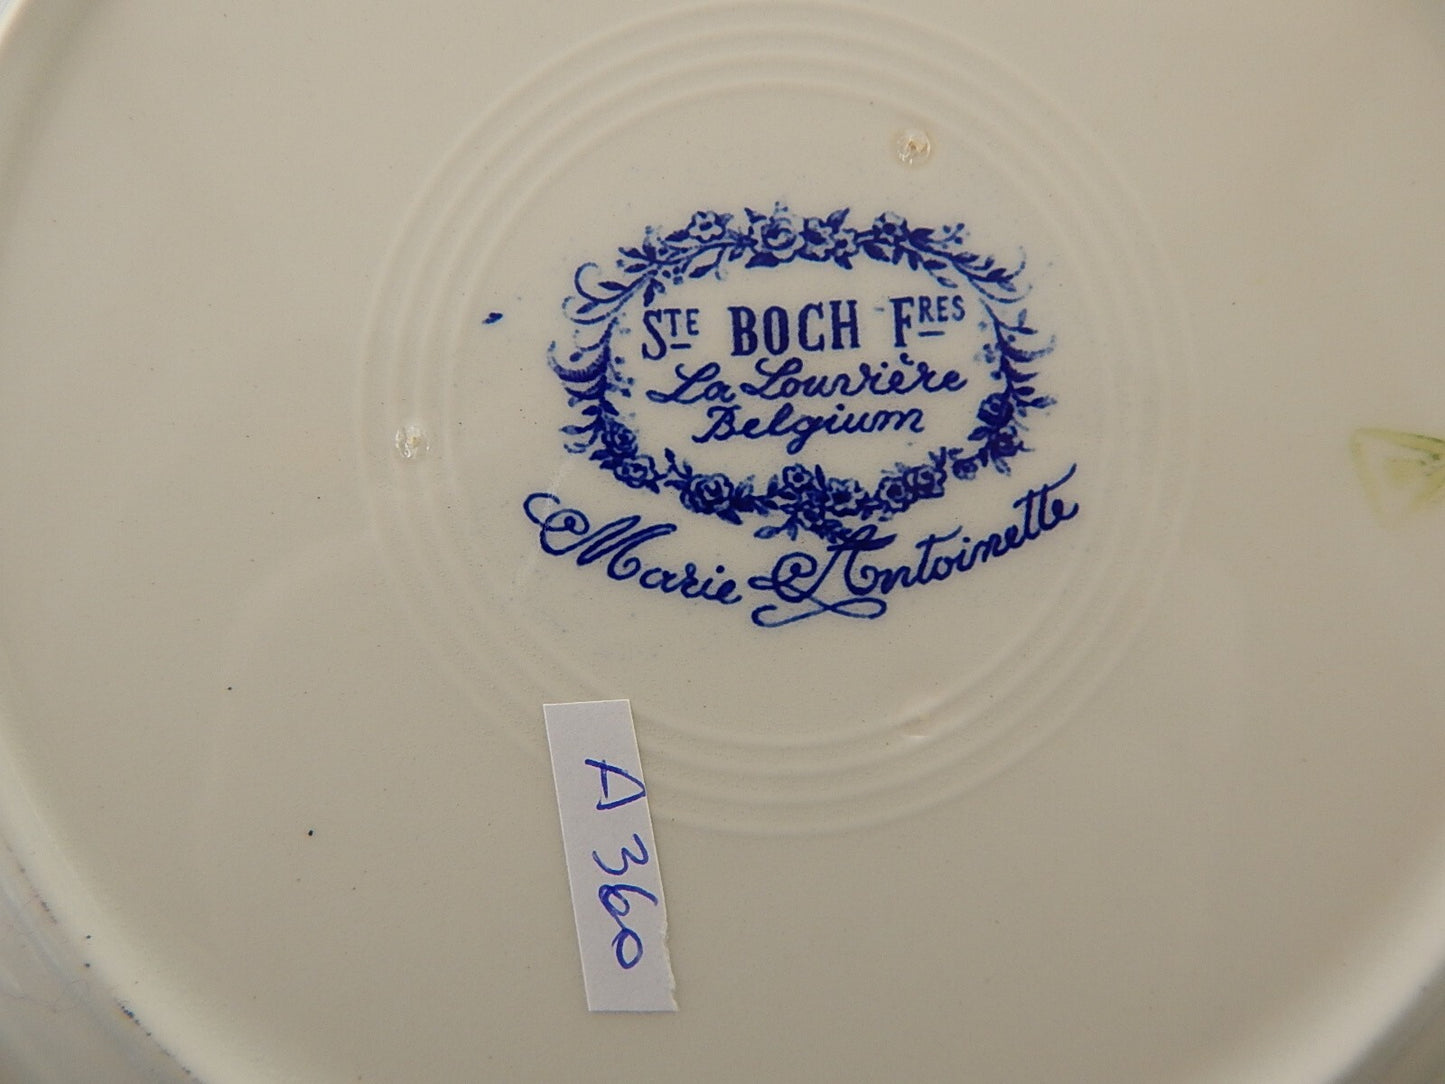 STE BOCH FRES
La Louvière
Belgium
Marie Antoinette
A 360